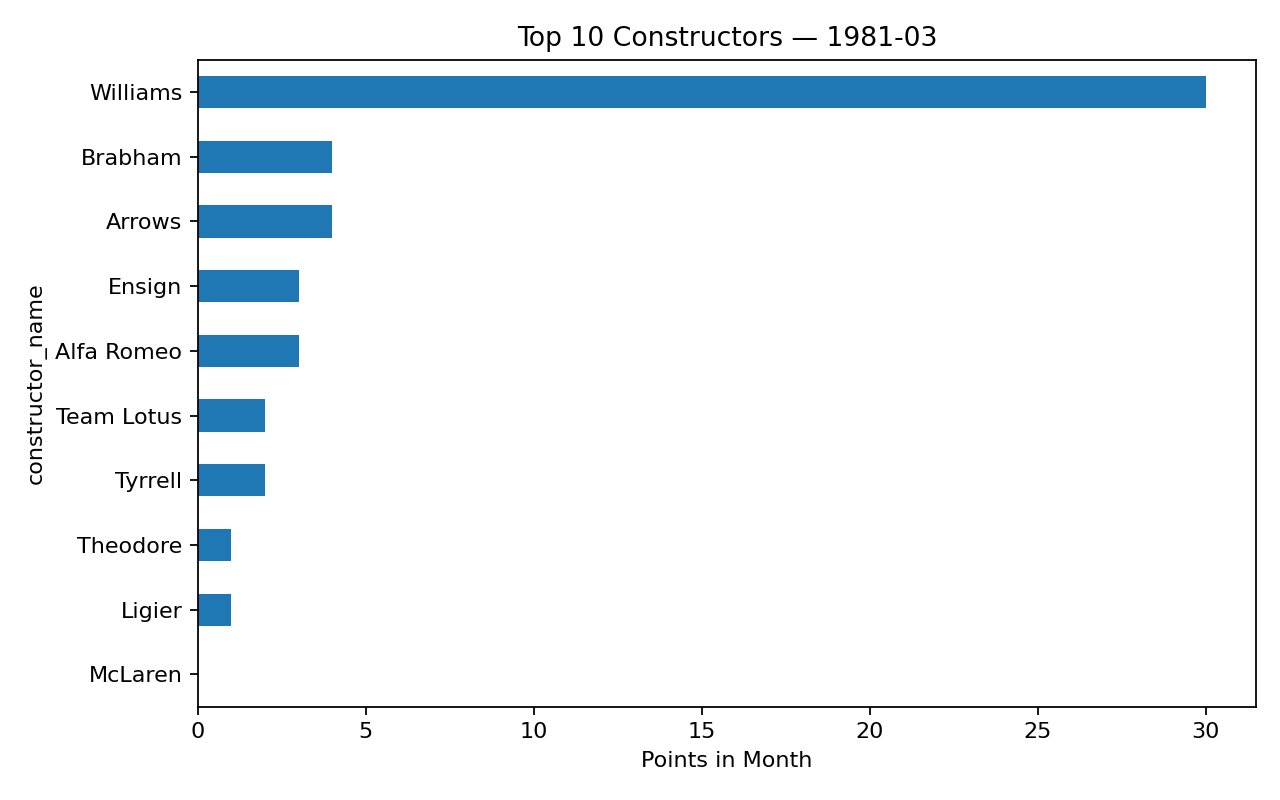 Top 10 Constructors — 1981-03
constructor_name
Williams
Brabham
Arrows
Ensign
Alfa Romeo
Team Lotus
Tyrrell
Theodore
Ligier
McLaren
0 5 10 15 20 25 30
Points in Month